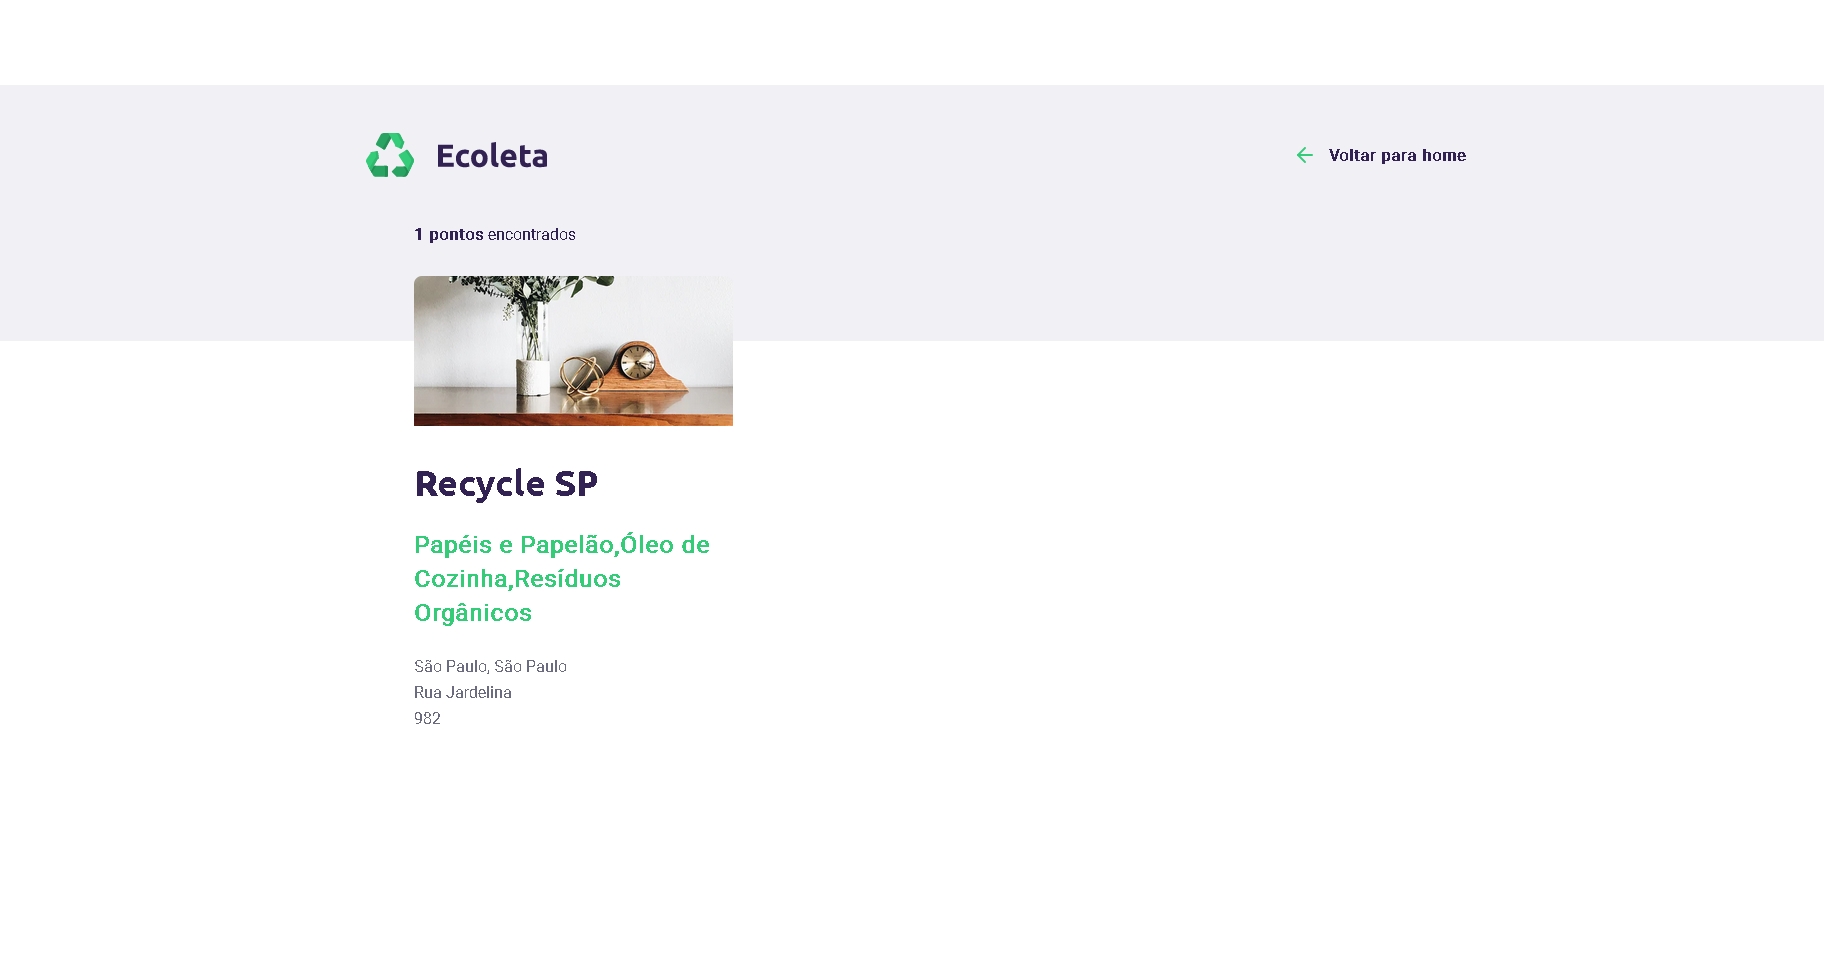 Ecoleta
Voltar para home
1 pontos encontrados
Recycle SP
Papéis e Papelão,Óleo de
Cozinha,Resíduos
Orgânicos
São Paulo, São Paulo
Rua Jardelina
982